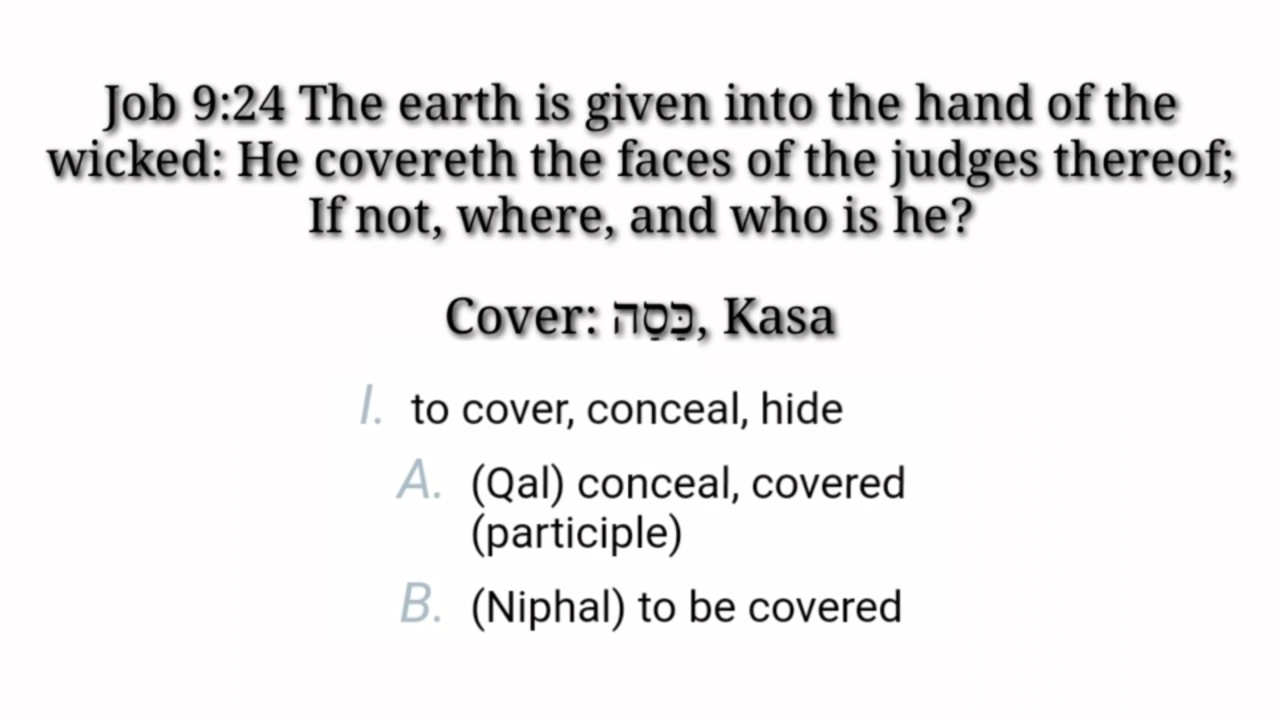 Job 9:24 The earth is given into the hand of the
wicked: He covereth the faces of the judges thereof;
If not, where, and who is he?
Cover: כָּסַה, Kasa
I. to cover, conceal, hide
A. (Qal) conceal, covered
(participle)
B. (Niphal) to be covered